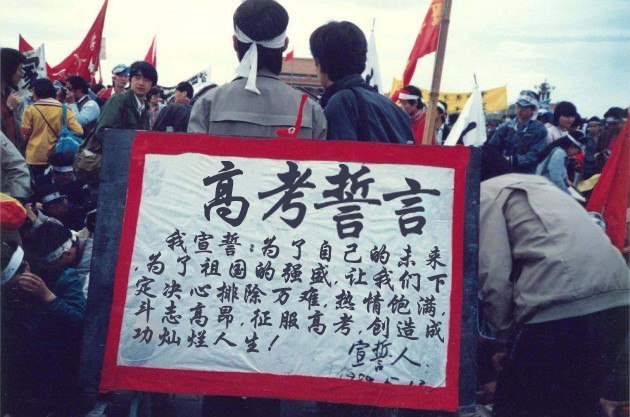 高考誓言
我宣誓:为了自己的未来
,为了祖国的强盛,让我们下
定决心排除万难,热情饱满,
斗志高昂,征服高考,创造成
功灿烂人生!
宣誓人: